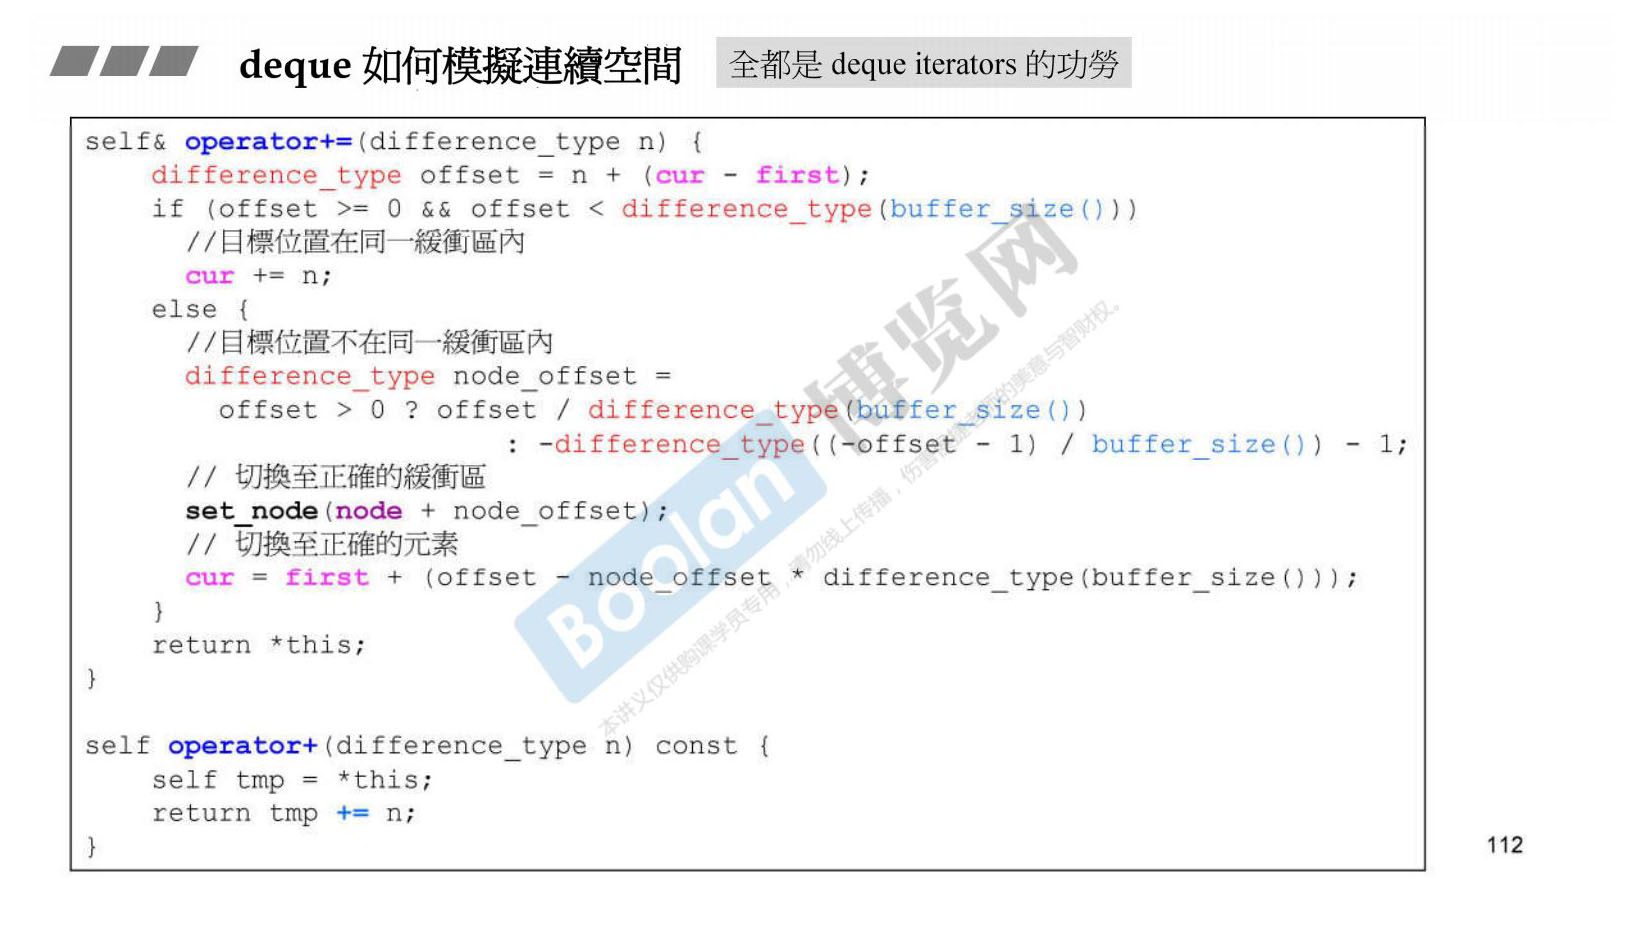 deque 如何模擬連續空間 全都是 deque iterators 的功勞
self& operator+=(difference_type n) {
difference_type offset = n + (cur - first);
if (offset >= 0 && offset < difference_type(buffer_size()))
//目標位置在同一緩衝區內
cur += n;
else {
//目標位置不在同一緩衝區內
difference_type node_offset =
offset > 0 ? offset / difference_type(buffer_size())
: -difference_type((-offset - 1) / buffer_size()) - 1;
// 切換至正確的緩衝區
set_node(node + node_offset);
// 切換至正確的元素
cur = first + (offset - node_offset * difference_type(buffer_size()));
}
return *this;
}
self operator+(difference_type n) const {
self tmp = *this;
return tmp += n;
}
112
Boolan 博览网
本讲义仅供购课学员专用，请勿线上传播，伤害
的美意与智财权。